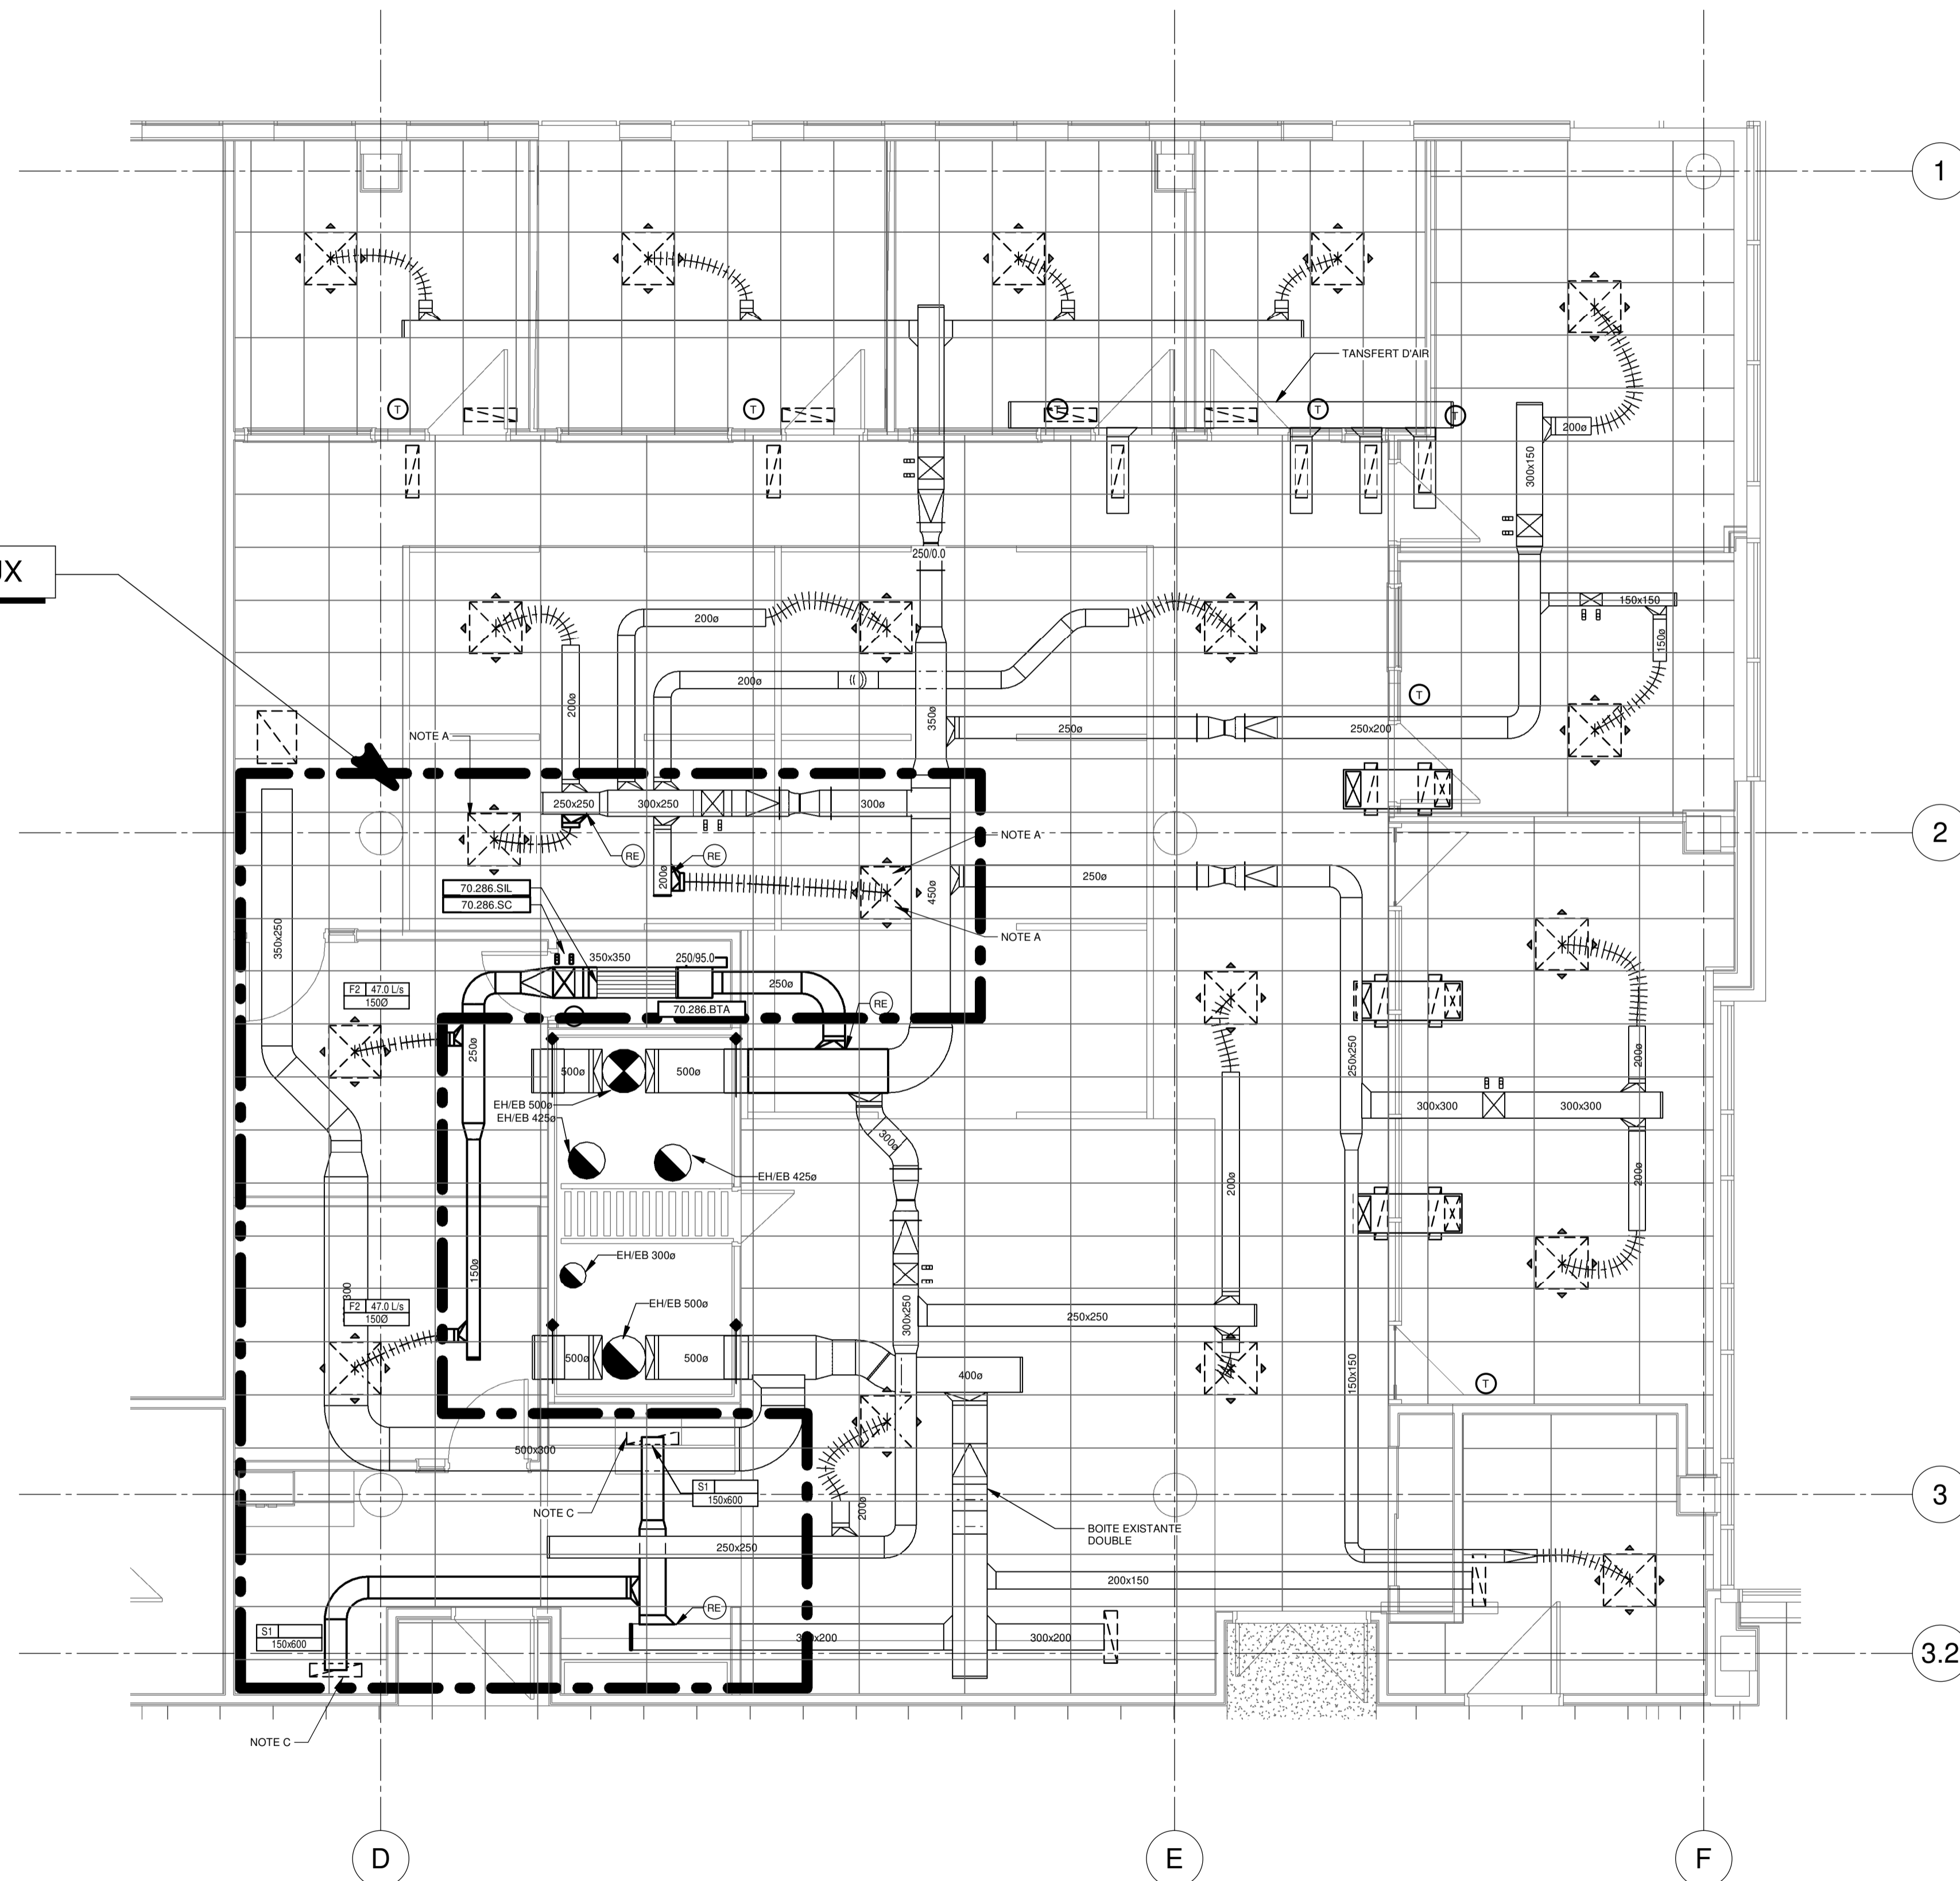 1
TANSFERT D'AIR
T
T
T
T
T
200ø
300x150
250/0.0
UX
150x150
150ø
200ø
200ø
200ø
T
350ø
250ø
250x200
NOTE A
250x250
300x250
300ø
2
NOTE A
RE
RE
200ø
250ø
70.286.SIL
70.286.SC
450ø
NOTE A
350x250
350x350
250/95.0
250ø
F2
47.0 L/s
150Ø
70.286.BTA
RE
250ø
250x250
200ø
500ø
500ø
EH/EB 500ø
EH/EB 425ø
300x300
300x300
300ø
EH/EB 425ø
200ø
200ø
EH/EB 300ø
150ø
F2
47.0 L/s
150Ø
EH/EB 500ø
300x250
250x250
500ø
500ø
400ø
150x150
T
500x300
S1
150x600
3
NOTE C
200ø
BOITE EXISTANTE
DOUBLE
250x250
200x150
RE
S1
150x600
300x200
3.2
NOTE C
D
E
F